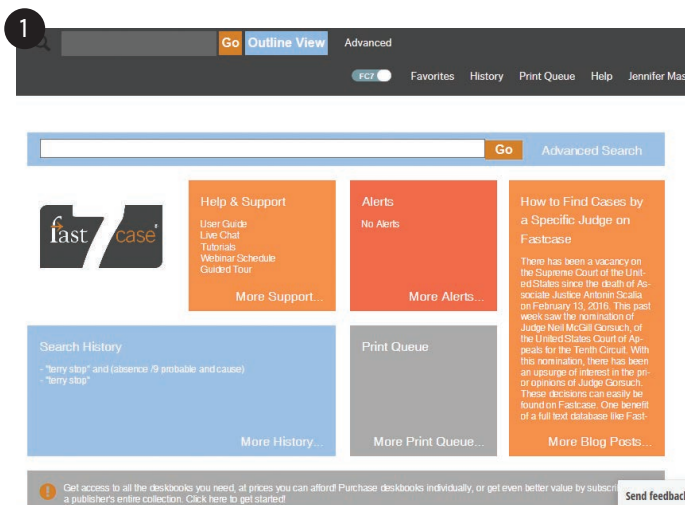 1
Go Outline View Advanced
FC7 Favorites History Print Queue Help Jennifer Mas
Go Advanced Search
fast 7 case
Help & Support
User Guide
Live Chat
Tutorials
Webinar Schedule
Guided Tour
More Support...
Alerts
No Alerts
More Alerts...
How to Find Cases by
a Specific Judge on
Fastcase
There has been a vacancy on
the Supreme Court of the Unit-
ed States since the death of As-
sociate Justice Antonin Scalia
on February 13, 2016. This past
week saw the nomination of
Judge Neil McGill Gorsuch, of
the United States Court of Ap-
peals for the Tenth Circuit. With
this nomination, there has been
an upsurge of interest in the pri-
or opinions of Judge Gorsuch.
These decisions can easily be
found on Fastcase. One benefit
of a full text database like Fast-
More Blog Posts...
Search History
- "terry stop" and (absence /9 probable and cause)
- "terry stop"
More History...
Print Queue
More Print Queue...
Get access to all the deskbooks you need, at prices you can afford! Purchase deskbooks individually, or get even better value by subscri
a publisher's entire collection. Click here to get started!
Send feedback